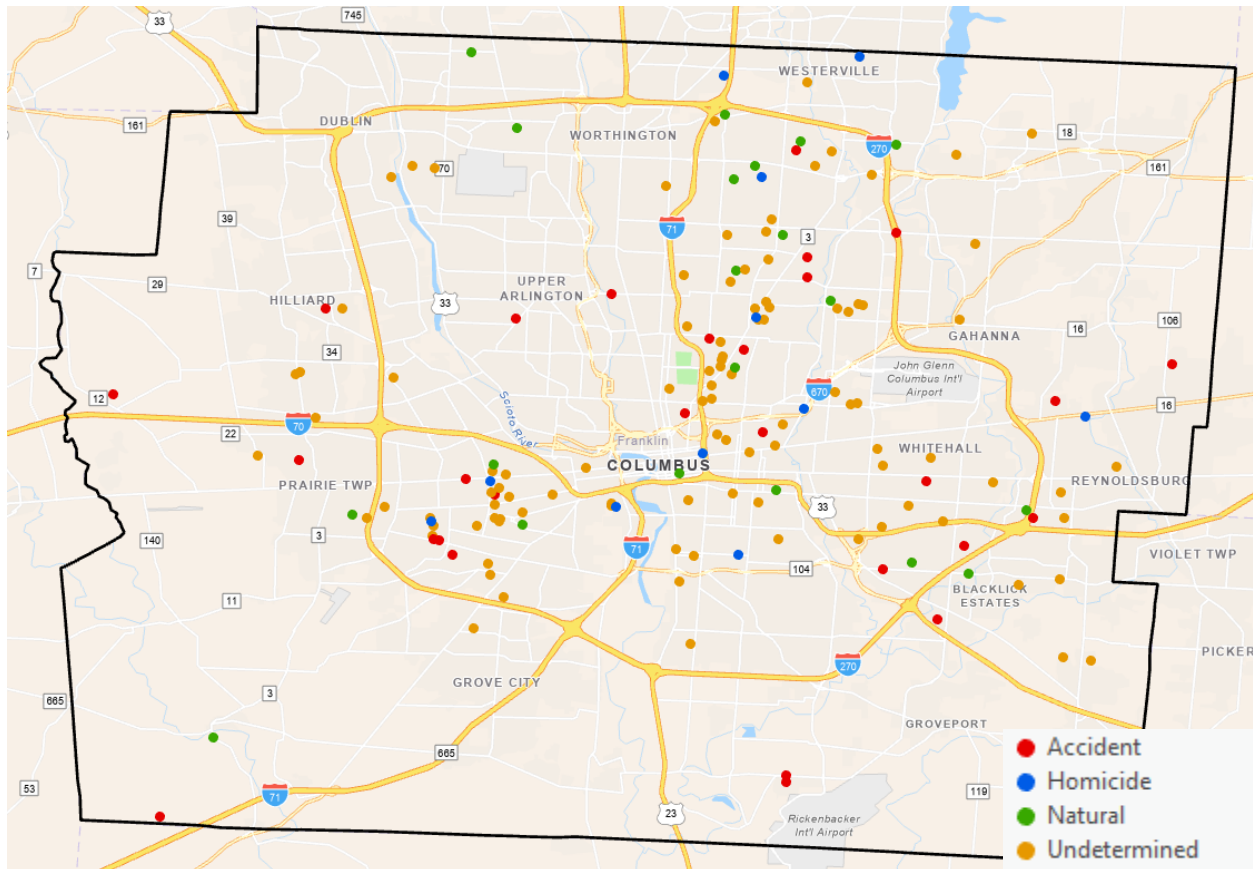 745
33
WESTERVILLE
DUBLIN
161
WORTHINGTON
18
270
70
161
39
71
3
7
29
UPPER
ARLINGTON
HILLIARD
33
106
16
GAHANNA
34
John Glenn
Columbus Int'l
Airport
670
12
Scioto River
16
70
22
Franklin
WHITEHALL
COLUMBUS
PRAIRIE TWP
REYNOLDSBURG
33
3
140
71
VIOLET TWP
104
BLACKLICK
ESTATES
11
PICKER
270
GROVE CITY
3
665
GROVEPORT
665
53
71
119
23
Rickenbacker
Int'l Airport
Accident
Homicide
Natural
Undetermined